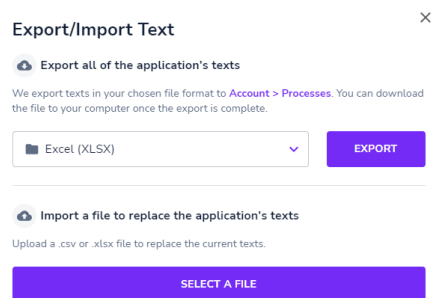 Export/Import Text
Export all of the application's texts
We export texts in your chosen file format to Account > Processes. You can download
the file to your computer once the export is complete.
Excel (XLSX)
EXPORT
Import a file to replace the application's texts
Upload a .csv or .xlsx file to replace the current texts.
SELECT A FILE